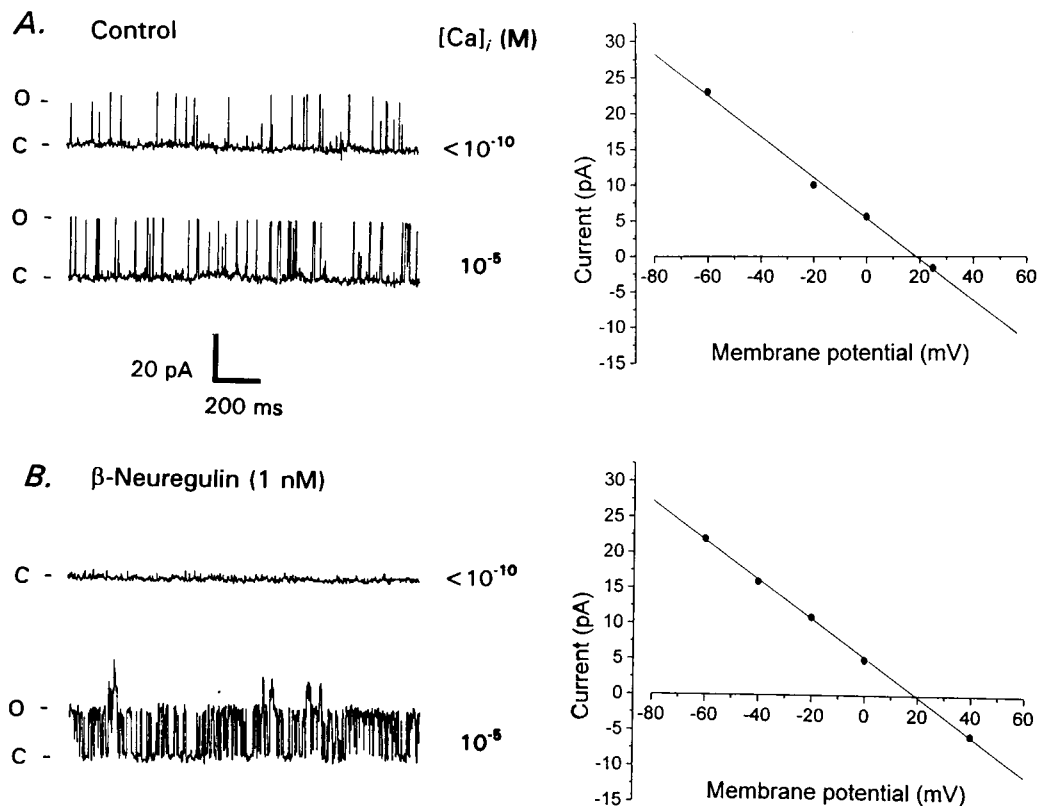 A. Control [Ca]i (M)
O -
C - <10-10
O -
C - 10-5
20 pA
200 ms
Current (pA)
30
25
20
15
10
5
0
-5
-10
-15
-80 -60 -40 -20 0 20 40 60
Membrane potential (mV)
B. β-Neuregulin (1 nM)
C - <10-10
O -
C - 10-5
Current (pA)
30
25
20
15
10
5
0
-5
-10
-15
-80 -60 -40 -20 0 20 40 60
Membrane potential (mV)